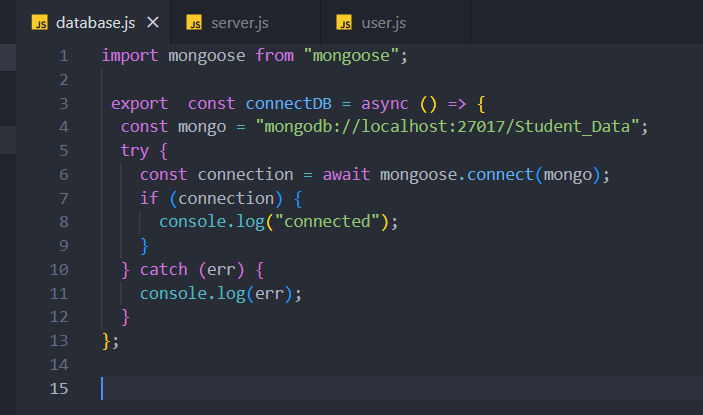 JS database.js × JS server.js JS user.js
1 import mongoose from "mongoose";
2
3 export  const connectDB = async () => {
4 const mongo = "mongodb://localhost:27017/Student_Data";
5 try {
6 const connection = await mongoose.connect(mongo);
7 if (connection) {
8 console.log("connected");
9 }
10 } catch (err) {
11 console.log(err);
12 }
13 };
14
15